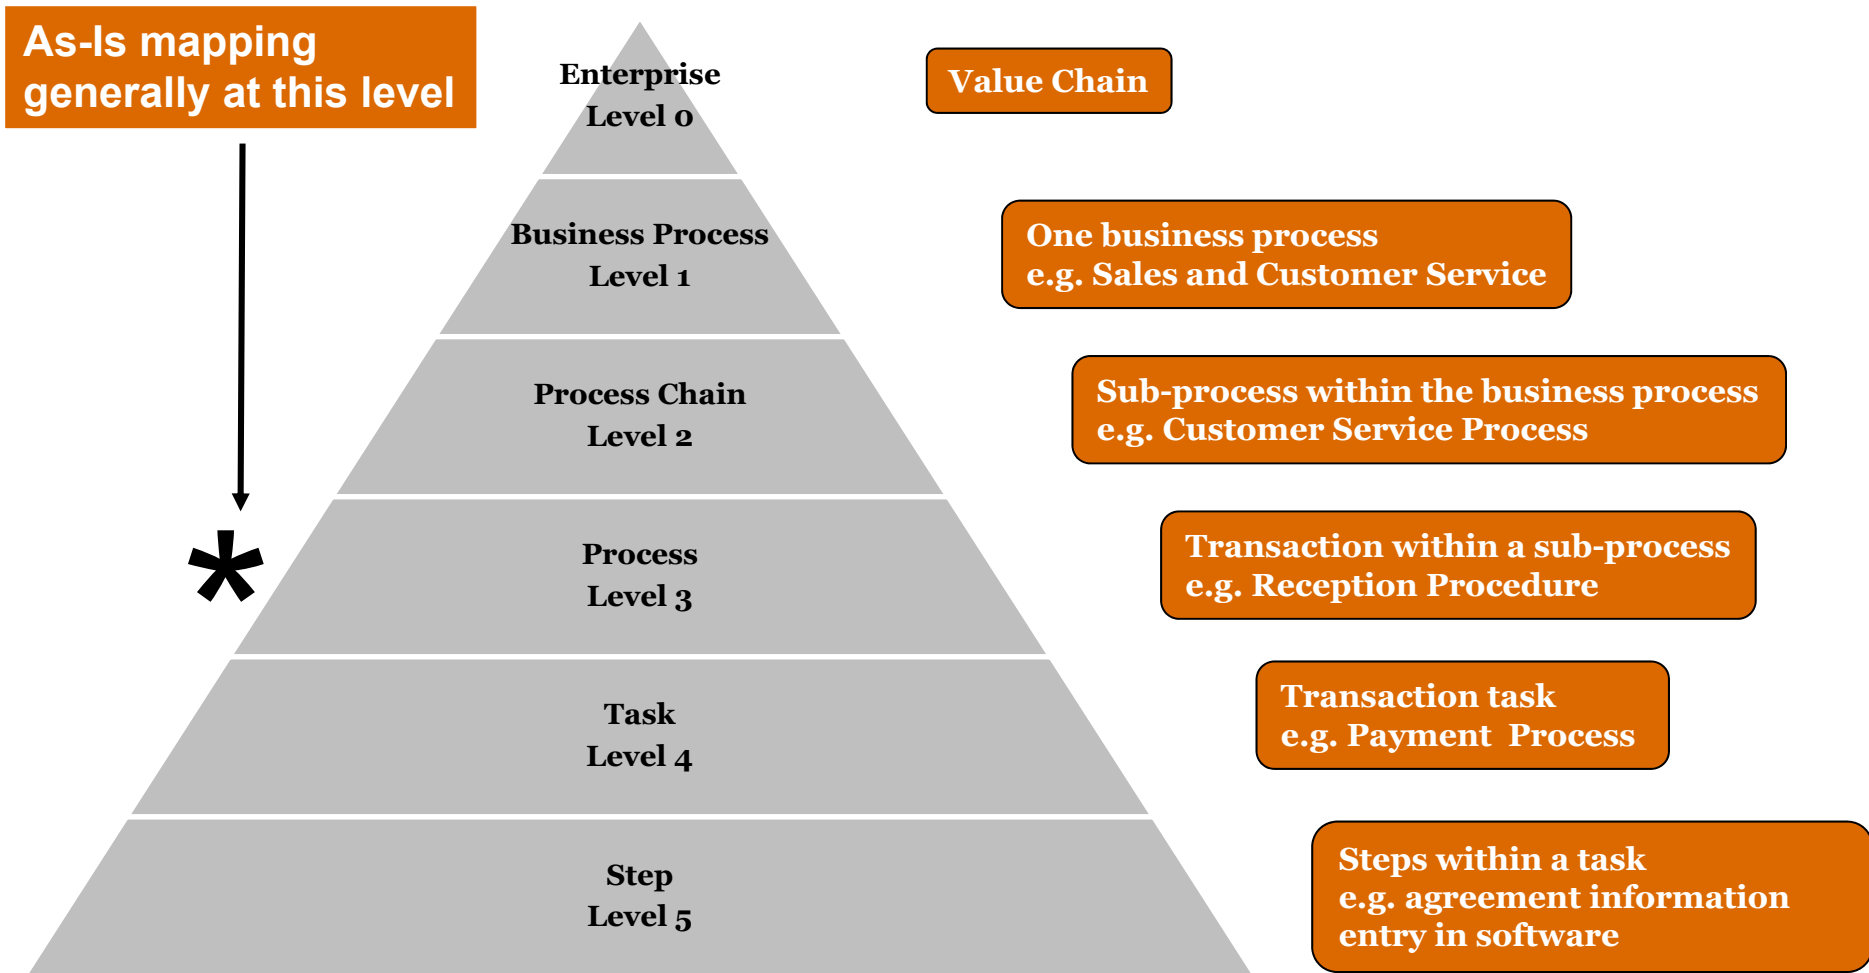 As-Is mapping
generally at this level
Enterprise
Level 0
Value Chain
Business Process
Level 1
One business process
e.g. Sales and Customer Service
Process Chain
Level 2
Sub-process within the business process
e.g. Customer Service Process
*
Process
Level 3
Transaction within a sub-process
e.g. Reception Procedure
Task
Level 4
Transaction task
e.g. Payment  Process
Step
Level 5
Steps within a task
e.g. agreement information
entry in software